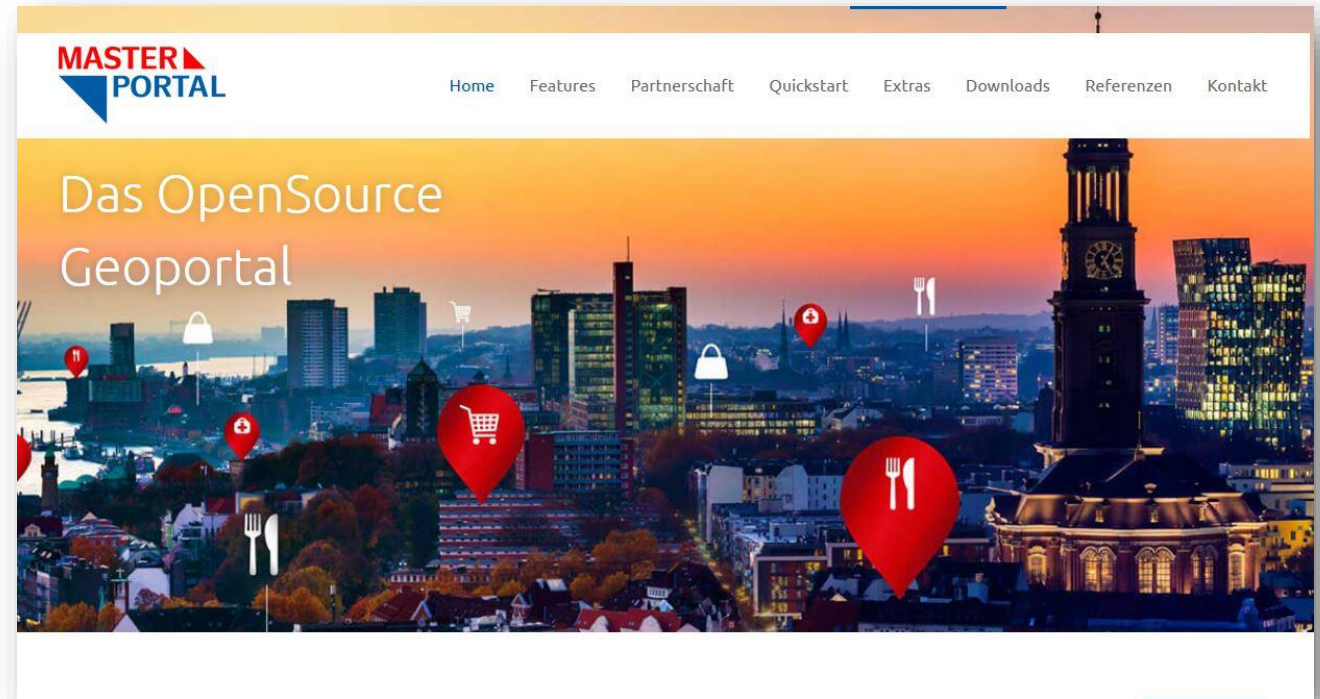 MASTER
PORTAL
Home Features Partnerschaft Quickstart Extras Downloads Referenzen Kontakt
Das OpenSource
Geoportal